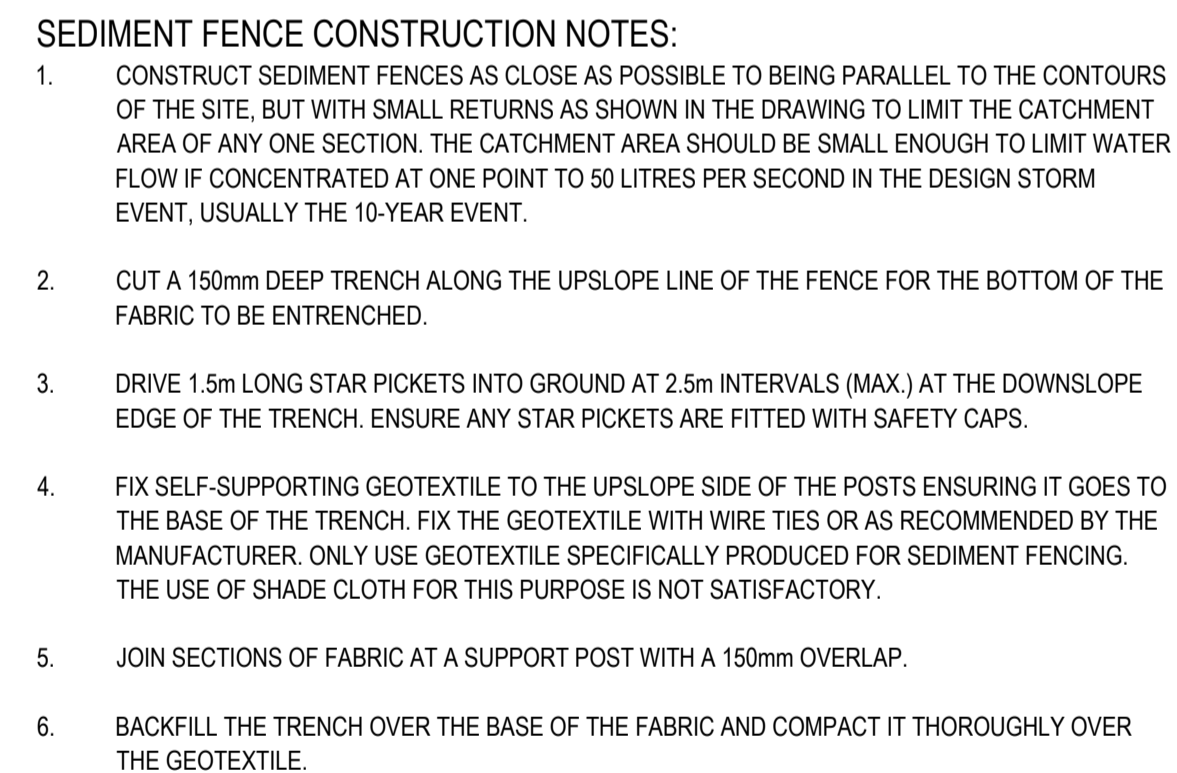 SEDIMENT FENCE CONSTRUCTION NOTES:
1. CONSTRUCT SEDIMENT FENCES AS CLOSE AS POSSIBLE TO BEING PARALLEL TO THE CONTOURS
OF THE SITE, BUT WITH SMALL RETURNS AS SHOWN IN THE DRAWING TO LIMIT THE CATCHMENT
AREA OF ANY ONE SECTION. THE CATCHMENT AREA SHOULD BE SMALL ENOUGH TO LIMIT WATER
FLOW IF CONCENTRATED AT ONE POINT TO 50 LITRES PER SECOND IN THE DESIGN STORM
EVENT, USUALLY THE 10-YEAR EVENT.
2. CUT A 150mm DEEP TRENCH ALONG THE UPSLOPE LINE OF THE FENCE FOR THE BOTTOM OF THE
FABRIC TO BE ENTRENCHED.
3. DRIVE 1.5m LONG STAR PICKETS INTO GROUND AT 2.5m INTERVALS (MAX.) AT THE DOWNSLOPE
EDGE OF THE TRENCH. ENSURE ANY STAR PICKETS ARE FITTED WITH SAFETY CAPS.
4. FIX SELF-SUPPORTING GEOTEXTILE TO THE UPSLOPE SIDE OF THE POSTS ENSURING IT GOES TO
THE BASE OF THE TRENCH. FIX THE GEOTEXTILE WITH WIRE TIES OR AS RECOMMENDED BY THE
MANUFACTURER. ONLY USE GEOTEXTILE SPECIFICALLY PRODUCED FOR SEDIMENT FENCING.
THE USE OF SHADE CLOTH FOR THIS PURPOSE IS NOT SATISFACTORY.
5. JOIN SECTIONS OF FABRIC AT A SUPPORT POST WITH A 150mm OVERLAP.
6. BACKFILL THE TRENCH OVER THE BASE OF THE FABRIC AND COMPACT IT THOROUGHLY OVER
THE GEOTEXTILE.